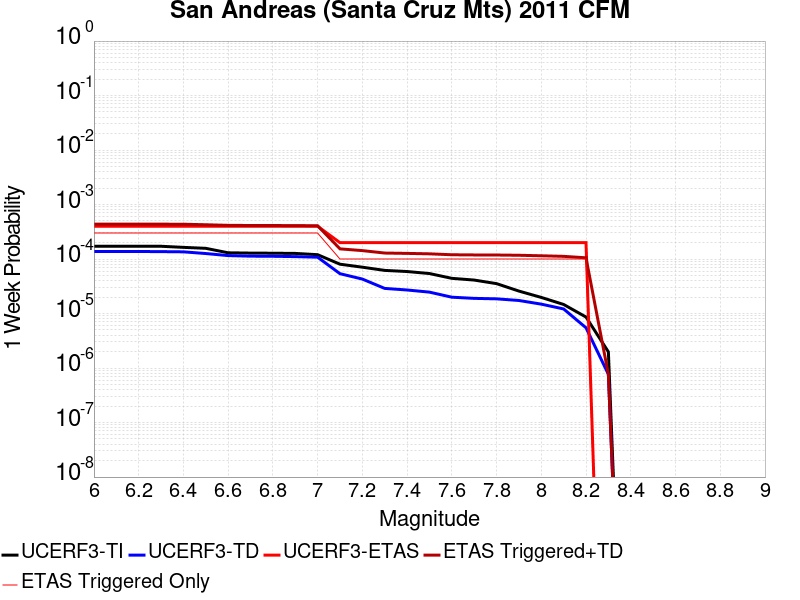 San Andreas (Santa Cruz Mts) 2011 CFM
1 Week Probability
10^0
10^-1
10^-2
10^-3
10^-4
10^-5
10^-6
10^-7
10^-8
6 6.2 6.4 6.6 6.8 7 7.2 7.4 7.6 7.8 8 8.2 8.4 8.6 8.8 9
Magnitude
UCERF3-TI UCERF3-TD UCERF3-ETAS ETAS Triggered+TD
ETAS Triggered Only